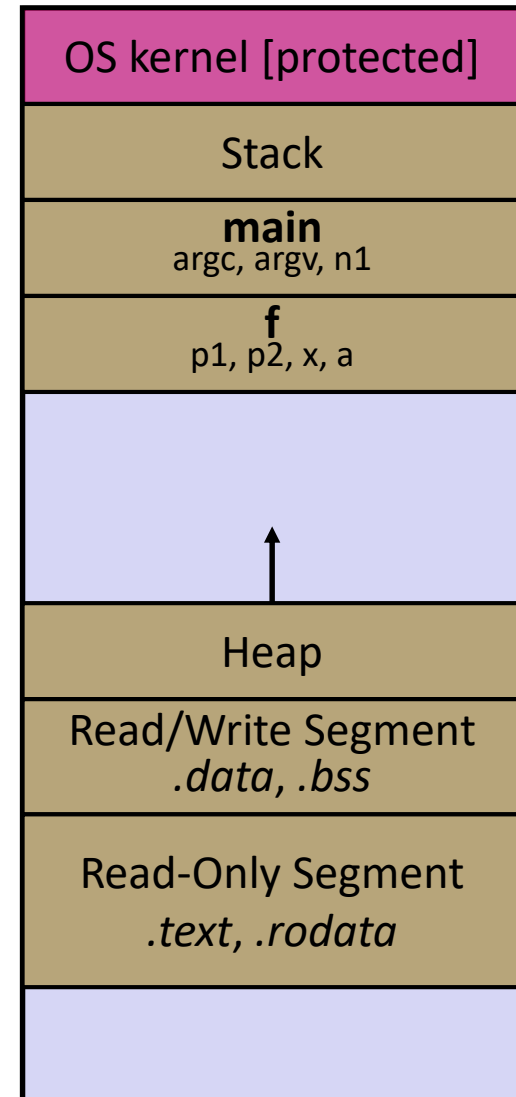 OS kernel [protected]
Stack
main
argc, argv, n1
f
p1, p2, x, a
Heap
Read/Write Segment
.data, .bss
Read-Only Segment
.text, .rodata